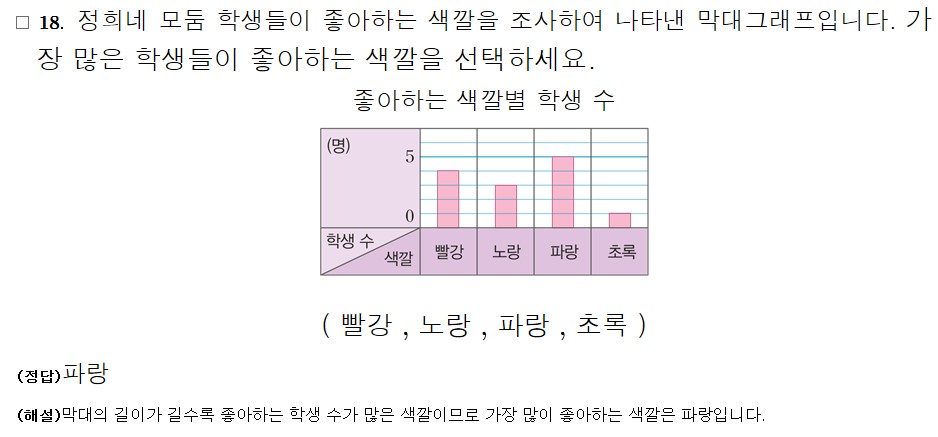 □ 18. 정희네 모둠 학생들이 좋아하는 색깔을 조사하여 나타낸 막대그래프입니다. 가
장 많은 학생들이 좋아하는 색깔을 선택하세요.
좋아하는 색깔별 학생 수
(명)
5
0
학생 수
색깔 빨강 노랑 파랑 초록
( 빨강 , 노랑 , 파랑 , 초록 )
(정답)파랑
(해설)막대의 길이가 길수록 좋아하는 학생 수가 많은 색깔이므로 가장 많이 좋아하는 색깔은 파랑입니다.